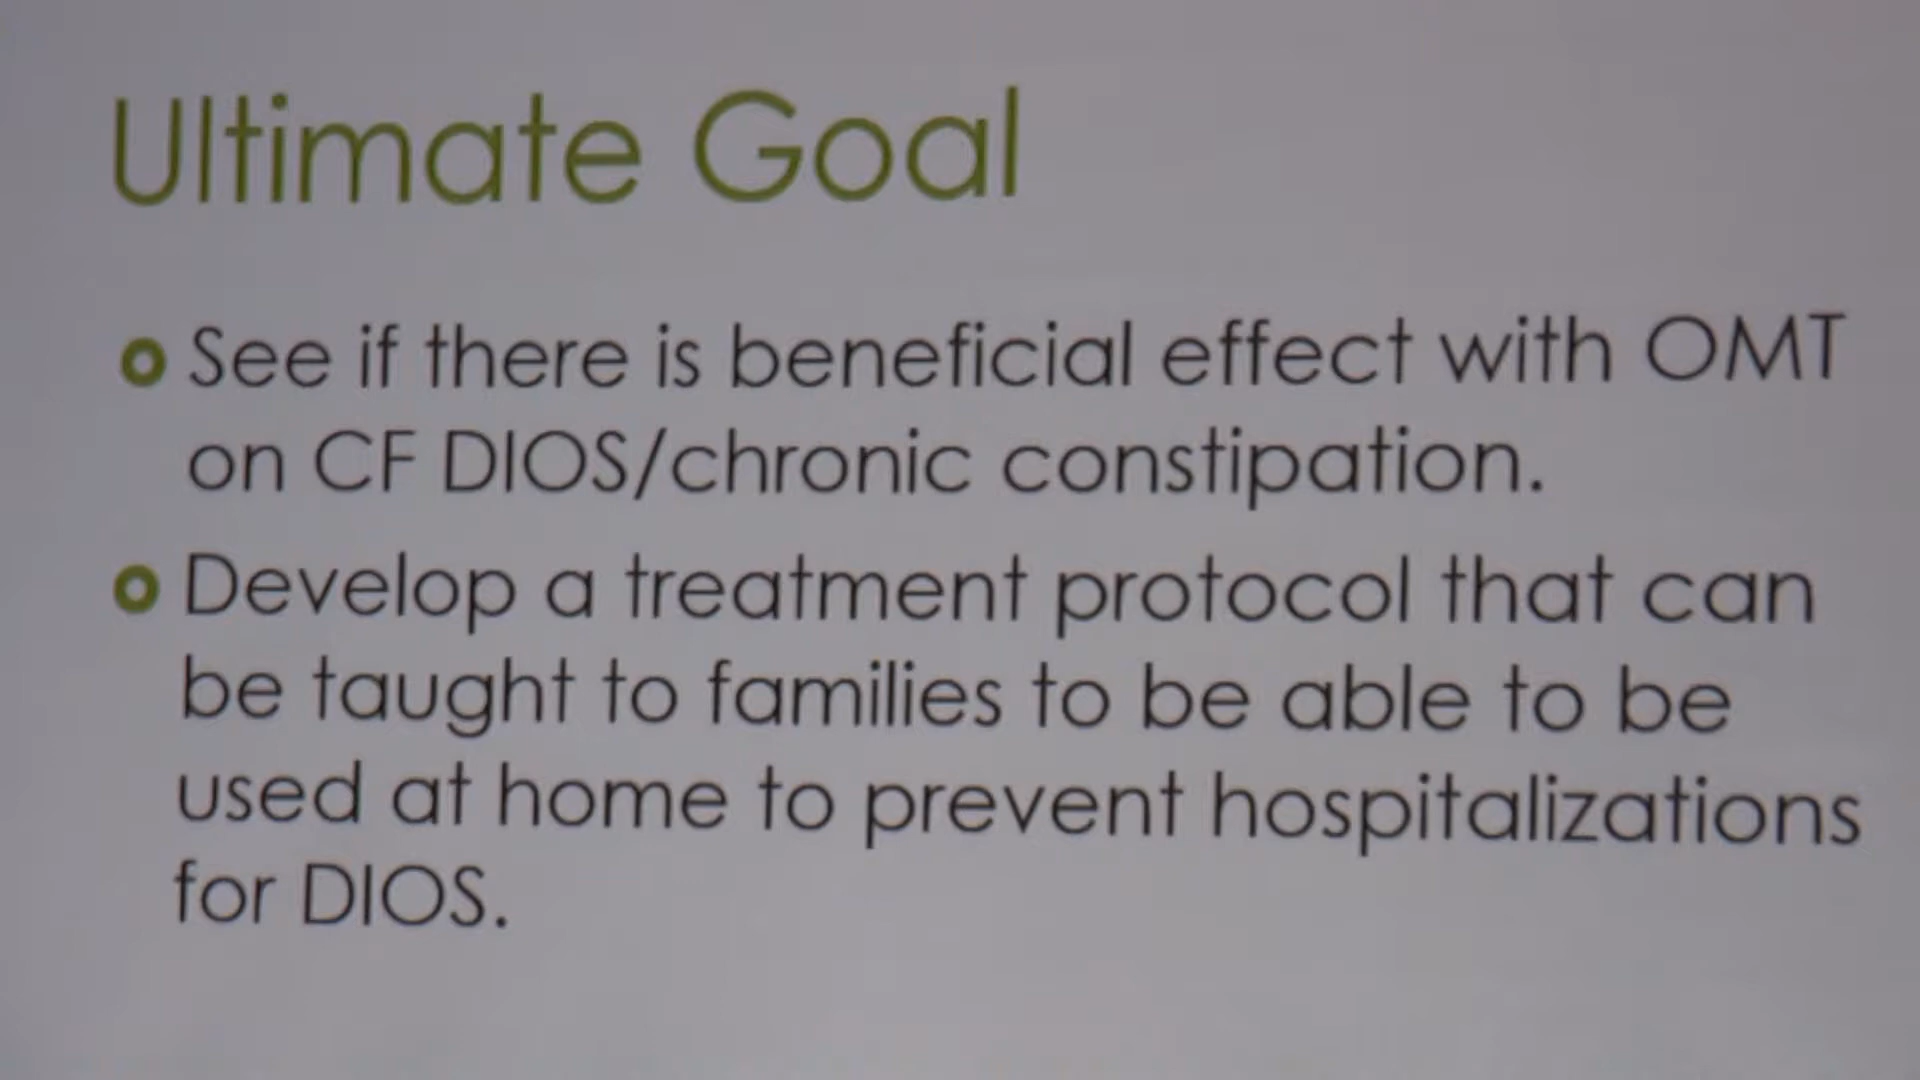 Ultimate Goal
See if there is beneficial effect with OMT
on CF DIOS/chronic constipation.
Develop a treatment protocol that can
be taught to families to be able to be
used at home to prevent hospitalizations
for DIOS.